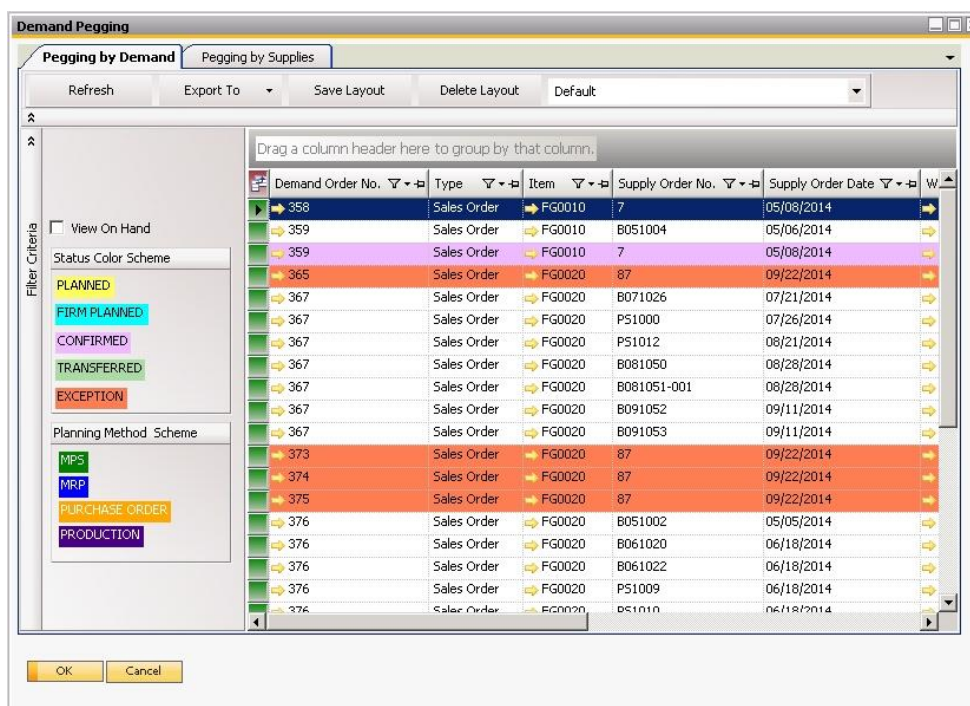 Demand Pegging
Pegging by Demand Pegging by Supplies
Refresh Export To Save Layout Delete Layout Default
Drag a column header here to group by that column.
Demand Order No. Type Item Supply Order No. Supply Order Date W
358 Sales Order FG0010 7 05/08/2014
359 Sales Order FG0010 B051004 05/06/2014
359 Sales Order FG0010 7 05/08/2014
365 Sales Order FG0020 87 09/22/2014
367 Sales Order FG0020 B071026 07/21/2014
367 Sales Order FG0020 PS1000 07/26/2014
367 Sales Order FG0020 PS1012 08/21/2014
367 Sales Order FG0020 B081050 08/28/2014
367 Sales Order FG0020 B081051-001 08/28/2014
367 Sales Order FG0020 B091052 09/11/2014
367 Sales Order FG0020 B091053 09/11/2014
373 Sales Order FG0020 87 09/22/2014
374 Sales Order FG0020 87 09/22/2014
375 Sales Order FG0020 87 09/22/2014
376 Sales Order FG0020 B051002 05/05/2014
376 Sales Order FG0020 B061020 06/18/2014
376 Sales Order FG0020 B061022 06/18/2014
376 Sales Order FG0020 PS1009 06/18/2014
376 Sales Order FG0020 PS1010 06/18/2014
Filter Criteria
View On Hand
Status Color Scheme
PLANNED
FIRM PLANNED
CONFIRMED
TRANSFERRED
EXCEPTION
Planning Method Scheme
MPS
MRP
PURCHASE ORDER
PRODUCTION
OK Cancel